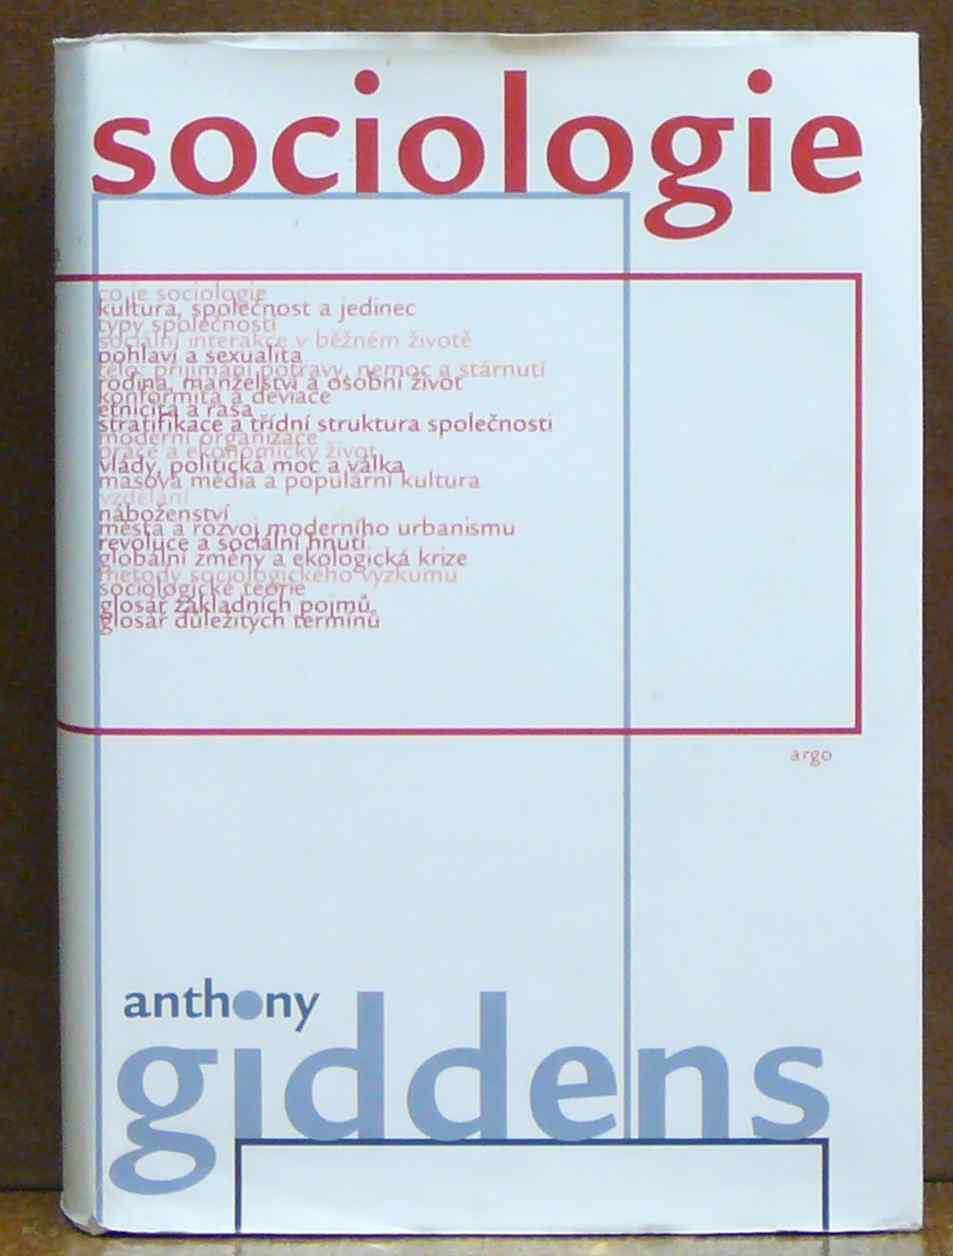 sociologie
co je sociologie
kultura, společnost a jedinec
typy společnosti
sociální interakce v běžném životě
pohlaví a sexualita
tělo: přijímání potravy, nemoc a stárnutí
rodina, manželství a osobní život
konformita a deviace
etnicita a rasa
stratifikace a třídní struktura společnosti
moderní organizace
práce a ekonomický život
vlády, politická moc a válka
masová média a populární kultura
vzdělání
náboženství
města a rozvoj moderního urbanismu
revoluce a sociální hnutí
globální změny a ekologická krize
metody sociologického výzkumu
sociologické teorie
glosář základních pojmů
glosář důležitých termínů
argo
anthony
giddens